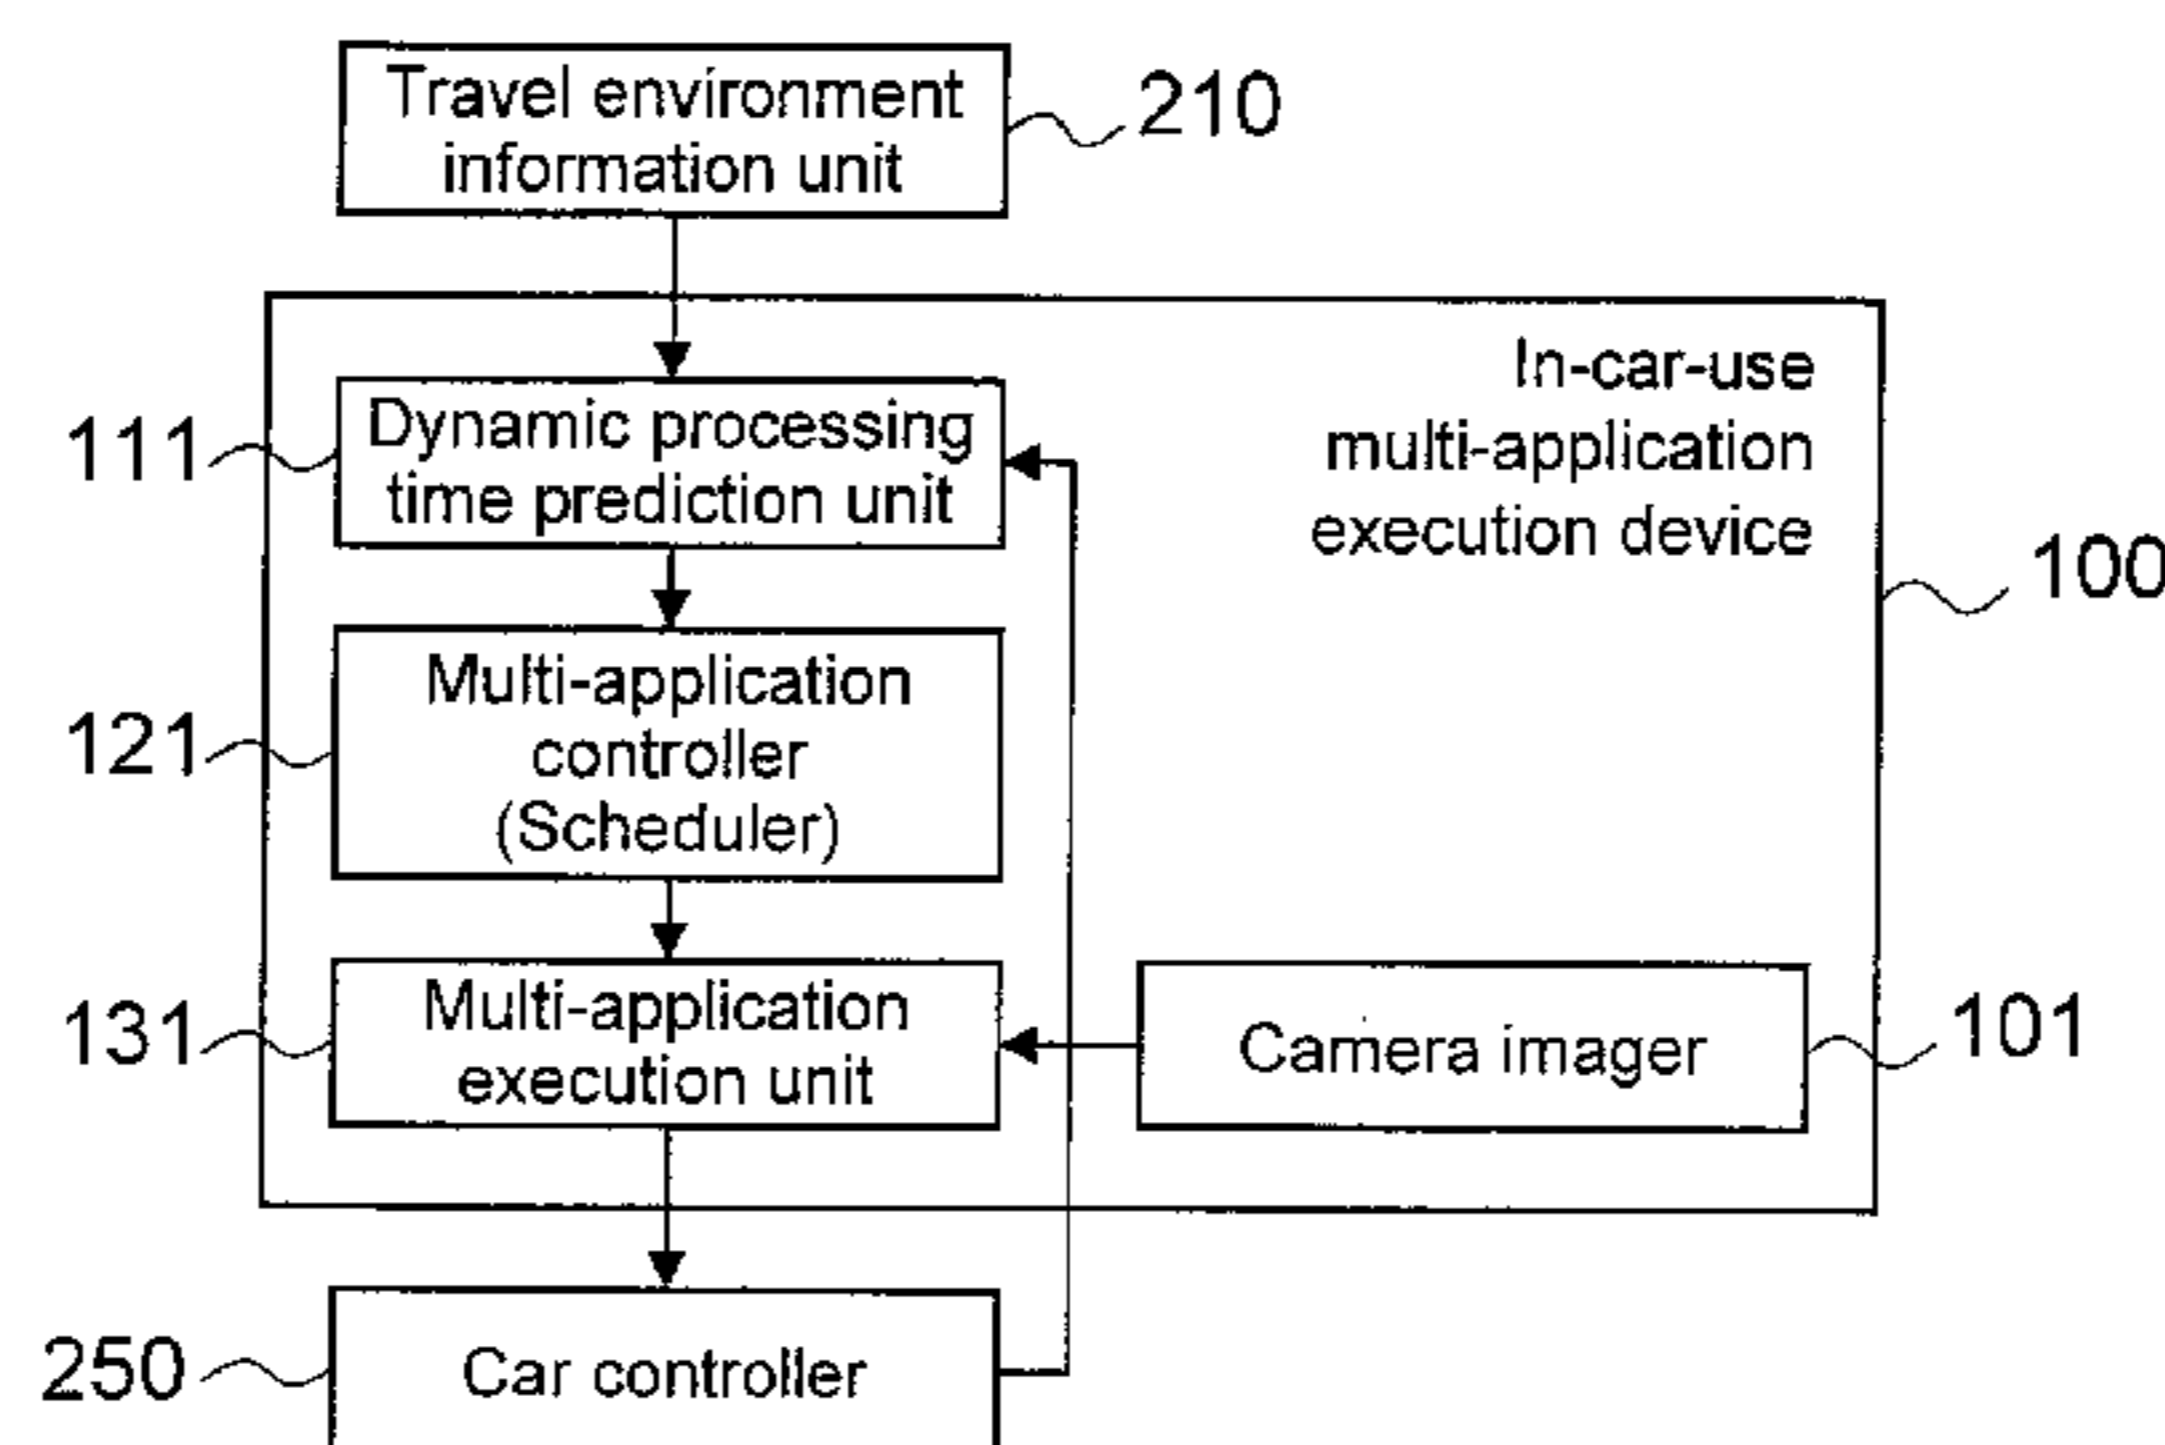 Travel environment
information unit
210
In-car-use
multi-application
execution device
100
111
Dynamic processing
time prediction unit
121
Multi-application
controller
(Scheduler)
131
Multi-application
execution unit
Camera imager
101
250
Car controller